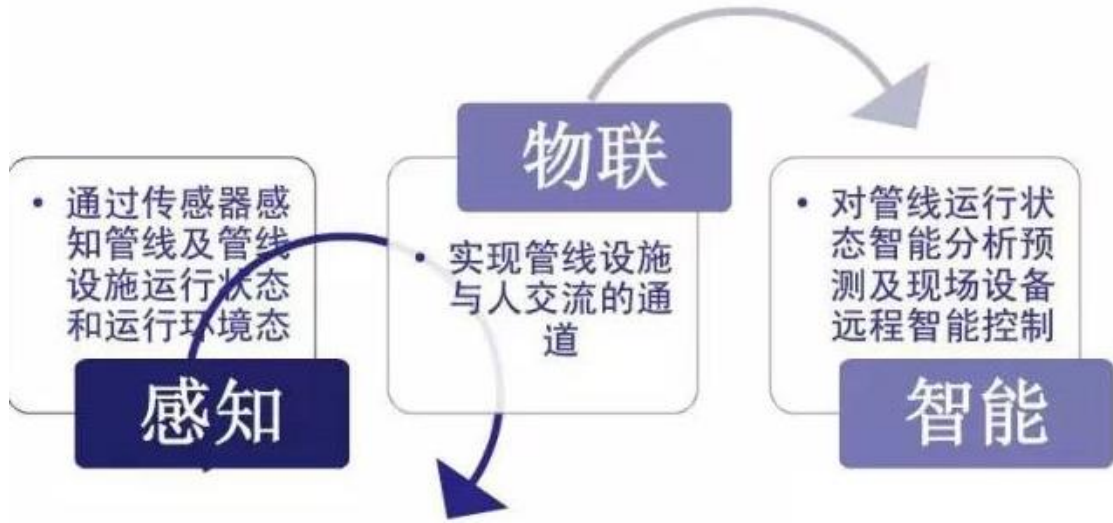 • 通过传感器感
知管线及管线
设施运行状态
和运行环境态
感知
物联
• 实现管线设施
与人交流的通
道
• 对管线运行状
态智能分析预
测及现场设备
远程智能控制
智能